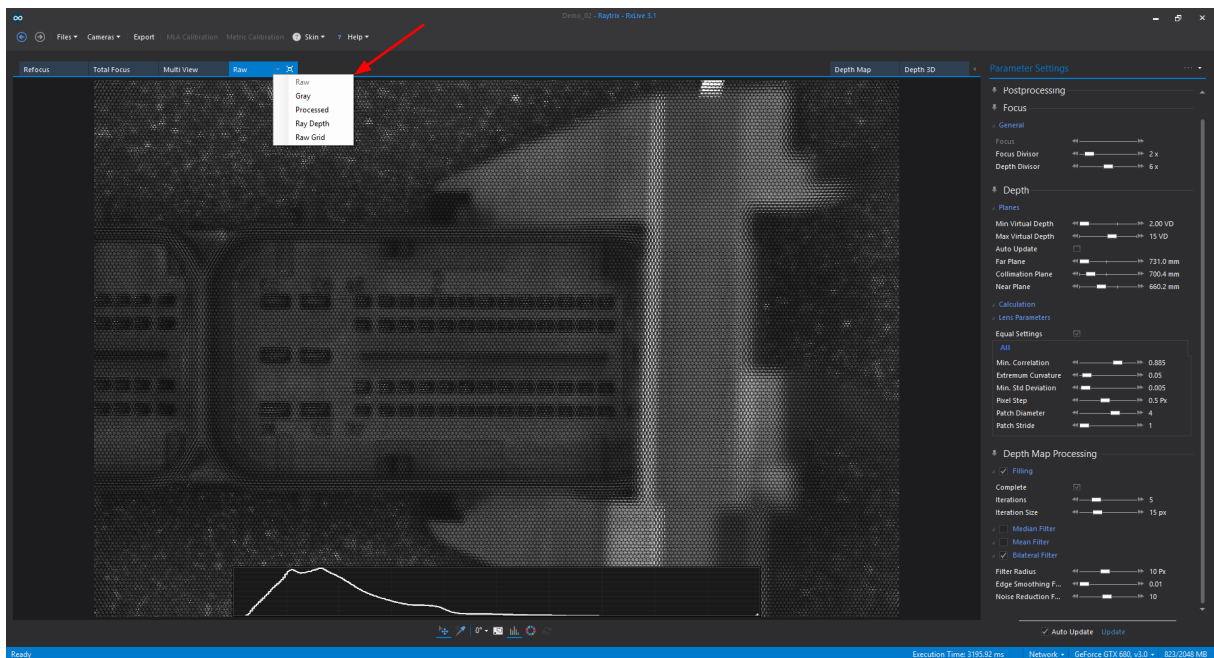 Demo_02 - Raytrix - RxLive 3.1
Files Cameras Export MLA Calibration Metric Calibration Skin ? Help
Refocus Total Focus Multi View Raw Depth Map Depth 3D
Raw
Gray
Processed
Ray Depth
Raw Grid
Parameter Settings
Postprocessing
Focus
General
Focus
Focus Divisor 2 x
Depth Divisor 6 x
Depth
Planes
Min Virtual Depth 2.00 VD
Max Virtual Depth 15 VD
Auto Update
Far Plane 731.0 mm
Collimation Plane 700.4 mm
Near Plane 660.2 mm
Calculation
Lens Parameters
Equal Settings
All
Min. Correlation 0.885
Extremum Curvature 0.05
Min. Std Deviation 0.005
Pixel Step 0.5 Px
Patch Diameter 4
Patch Stride 1
Depth Map Processing
Filling
Complete
Iterations 5
Iteration Size 15 px
Median Filter
Mean Filter
Bilateral Filter
Filter Radius 10 Px
Edge Smoothing F... 0.01
Noise Reduction F... 10
0°
Auto Update Update
Ready Execution Time: 3195.92 ms Network GeForce GTX 680, v3.0 823/2048 MB